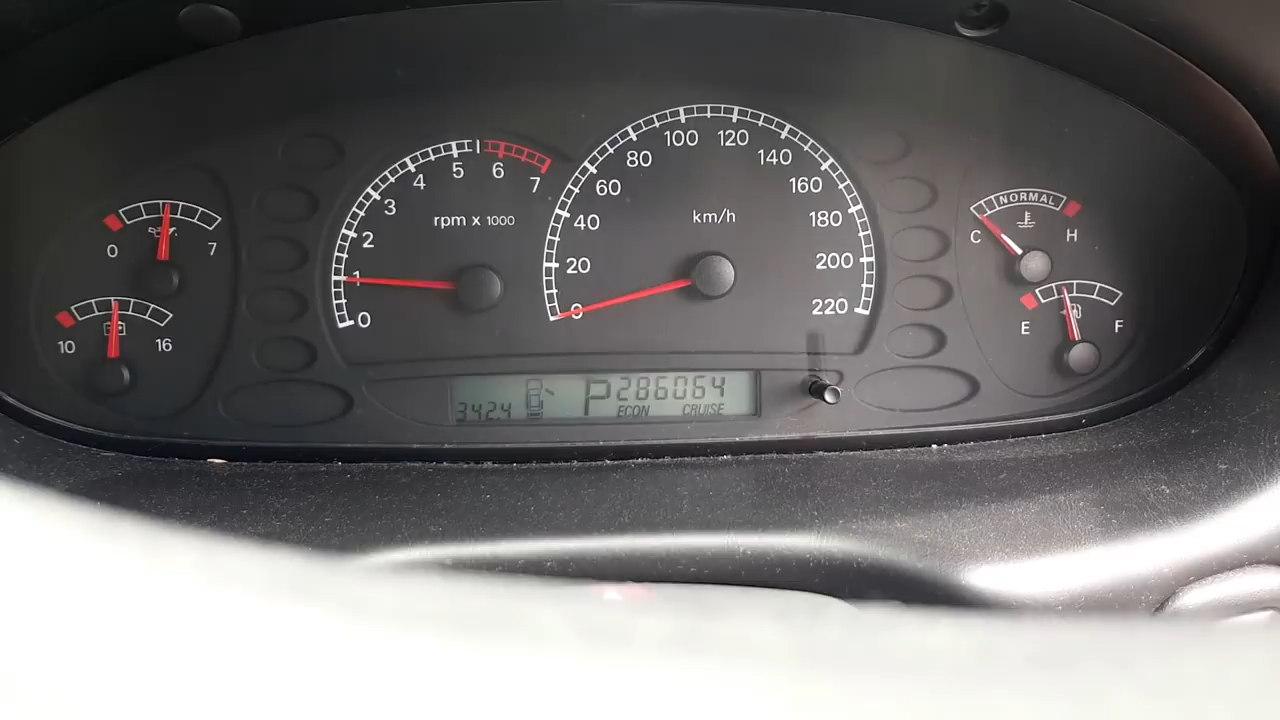 0 7
10 16
0 1 2 3 4 5 6 7
rpm x 1000
0 20 40 60 80 100 120 140 160 180 200 220
km/h
NORMAL
C H
E F
342.4 P 286064
ECON CRUISE